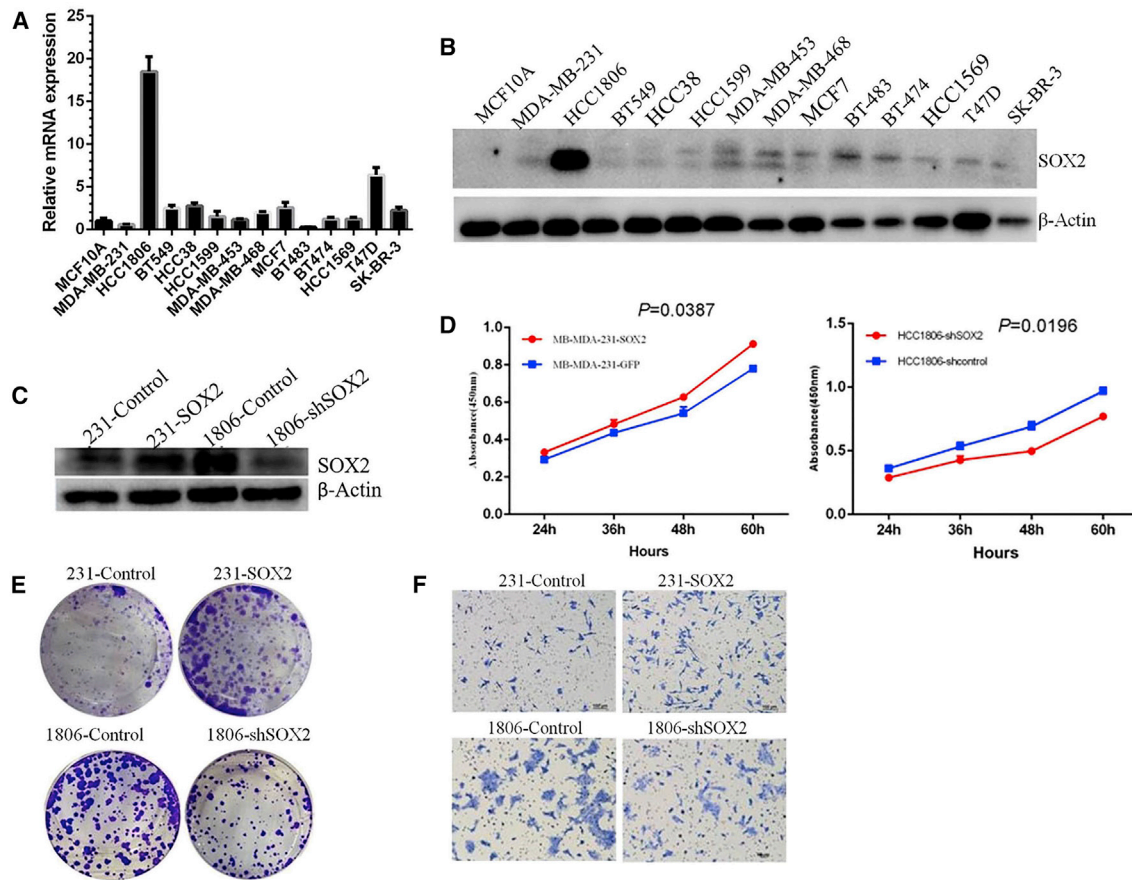 A
Relative mRNA expression
25
20
15
10
5
0
MCF10A
MDA-MB-231
HCC1806
BT549
HCC38
HCC1599
MDA-MB-453
MDA-MB-468
MCF7
BT483
BT474
HCC1569
T47D
SK-BR-3
B
MCF10A
MDA-MB-231
HCC1806
BT549
HCC38
HCC1599
MDA-MB-453
MDA-MB-468
MCF7
BT-483
BT-474
HCC1569
T47D
SK-BR-3
SOX2
β-Actin
C
231-Control
231-SOX2
1806-Control
1806-shSOX2
SOX2
β-Actin
D
P=0.0387
MB-MDA-231-SOX2
MB-MDA-231-GFP
Absorbance(450nm)
1.0
0.8
0.6
0.4
0.2
0.0
24h 36h 48h 60h
Hours
P=0.0196
HCC1806-shSOX2
HCC1806-shcontrol
Absorbance(450nm)
1.5
1.0
0.5
0.0
24h 36h 48h 60h
Hours
E
231-Control 231-SOX2
1806-Control 1806-shSOX2
F
231-Control 231-SOX2
1806-Control 1806-shSOX2